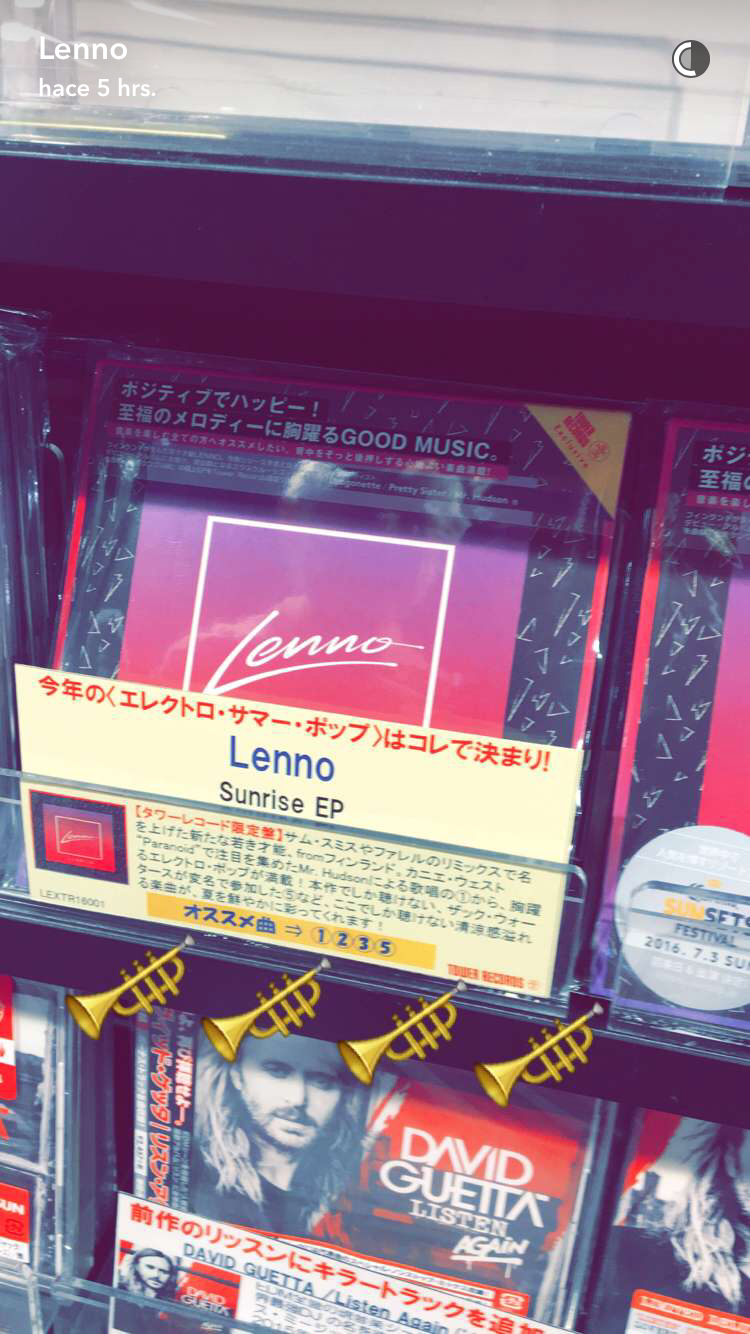 Lenno
hace 5 hrs.
ポジティブでハッピー！
至福のメロディーに胸躍るGOOD MUSIC。
TOWER RECORDS
Exclusive
Pretty Sister, Mr. Hudson
Lenno
今年の〈エレクトロ・サマー・ポップ〉はコレで決まり!
Lenno
Sunrise EP
【タワーレコード限定盤】サム・スミスやファレルのリミックスで名
を上げた新たな若き才能、fromフィンランド。カニエ・ウェスト
"Paranoid"で注目を集めたMr. Hudsonによる歌唱の①から、胸躍
るエレクトロ・ポップが満載！本作でしか聴けない、ザック・ウォー
タースが変名で参加した⑤など、ここでしか聴けない清涼感溢れ
る楽曲が、夏を鮮やかに彩ってくれます！
LEXTR16001
オススメ曲 ⇒ ①②③⑤
TOWER RECORDS
ポジ
至福の
SUNSETS
FESTIVAL
2016. 7.3 SU
DAVID
GUETTA
LISTEN
AGAIN
前作のリッスンにキラートラックを追加
DAVID GUETTA /Listen Again